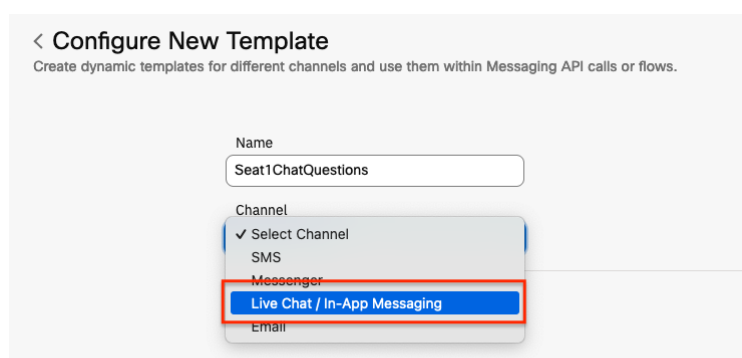 < Configure New Template
Create dynamic templates for different channels and use them within Messaging API calls or flows.
Name
Seat1ChatQuestions
Channel
✓ Select Channel
SMS
Messenger
Live Chat / In-App Messaging
Email